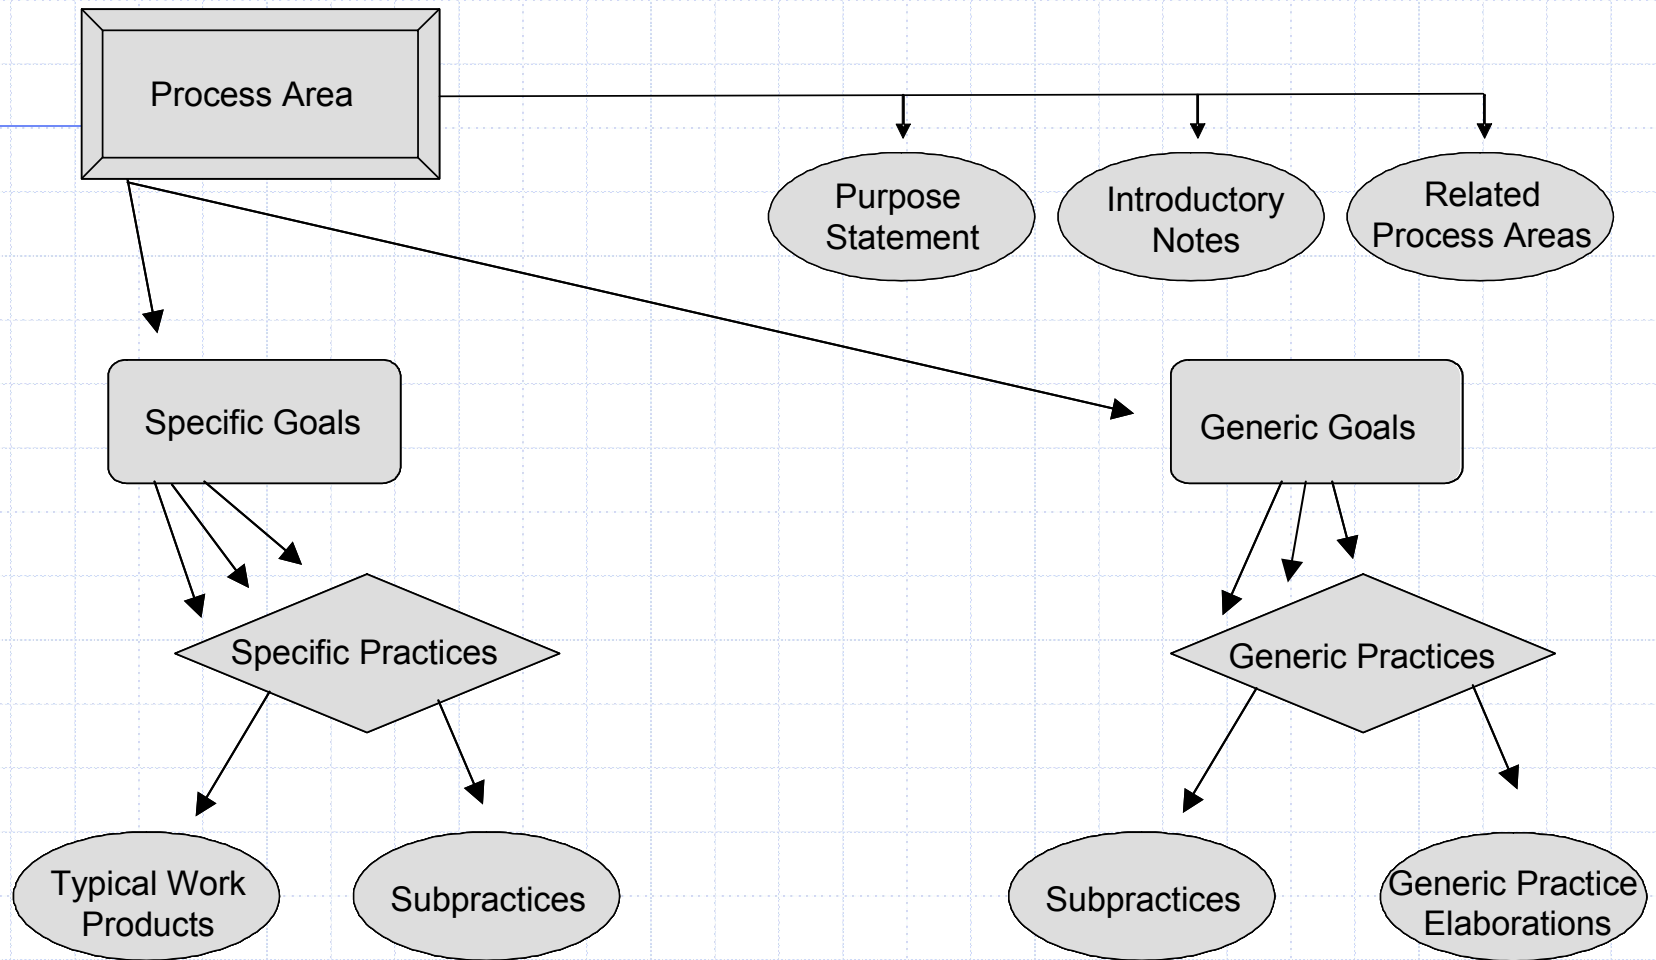 Process Area
Purpose
Statement
Introductory
Notes
Related
Process Areas
Specific Goals
Generic Goals
Specific Practices
Generic Practices
Typical Work
Products
Subpractices
Subpractices
Generic Practice
Elaborations